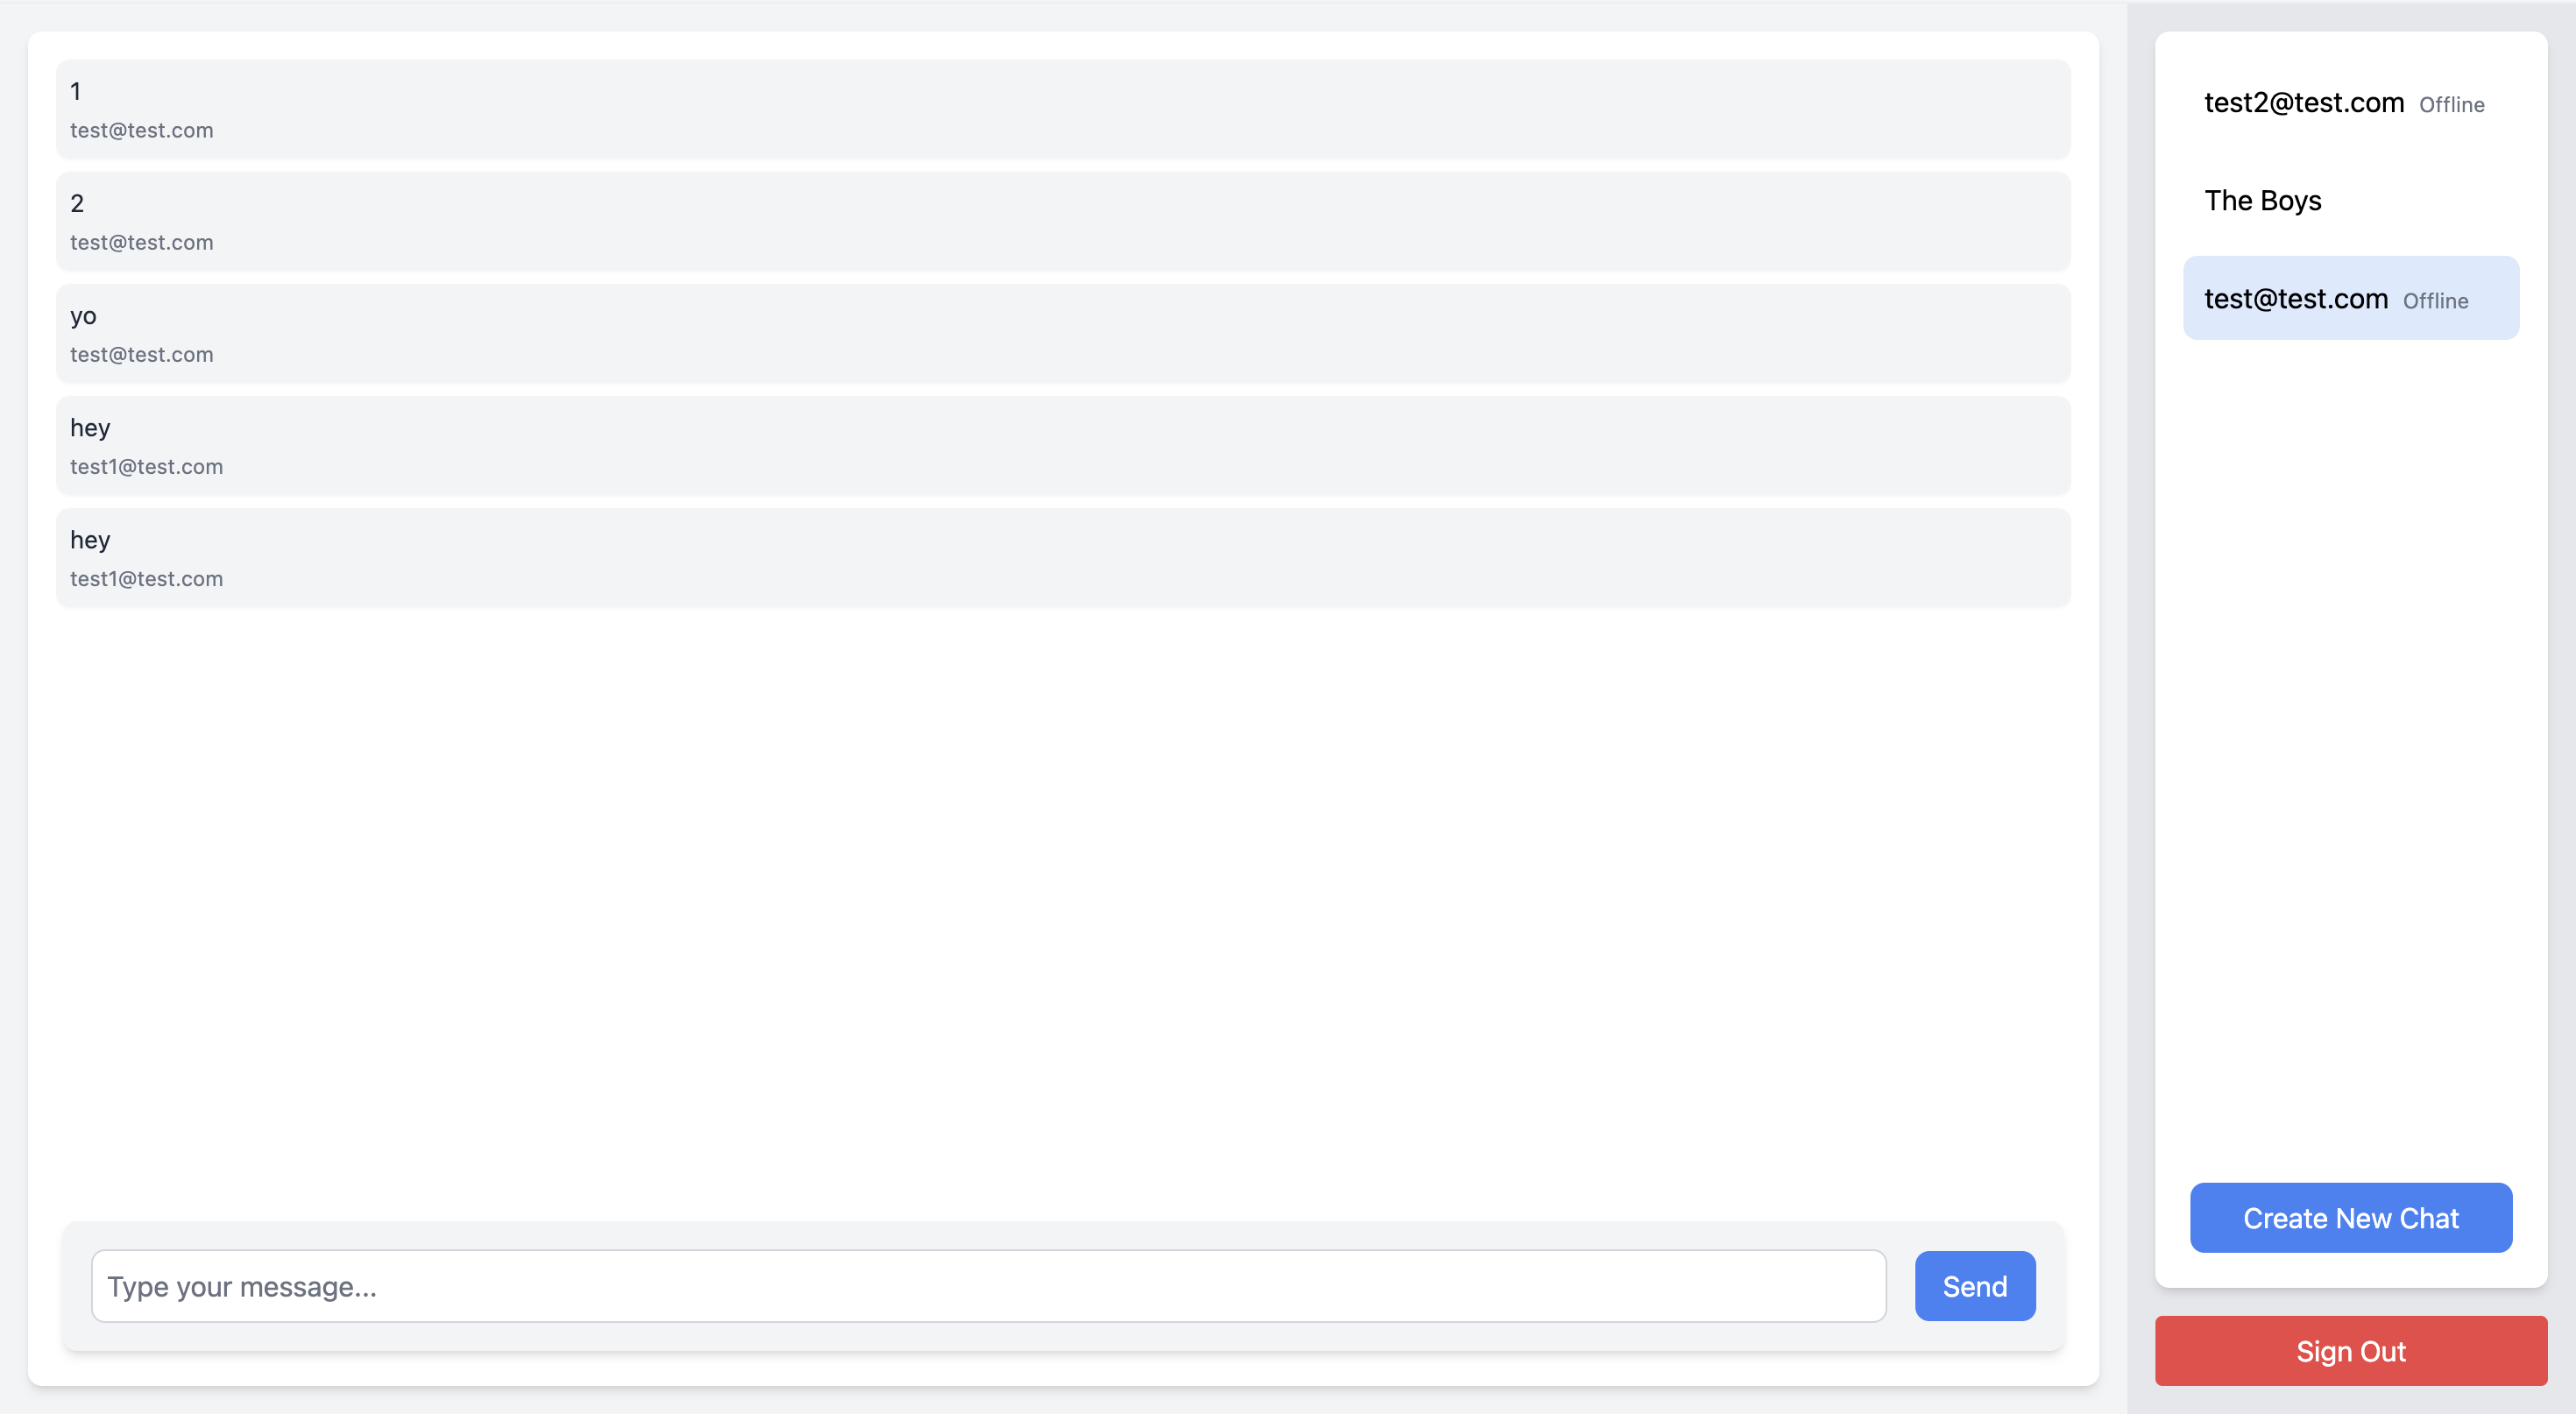 1
test@test.com
2
test@test.com
yo
test@test.com
hey
test1@test.com
hey
test1@test.com
Type your message...
Send
test2@test.com Offline
The Boys
test@test.com Offline
Create New Chat
Sign Out